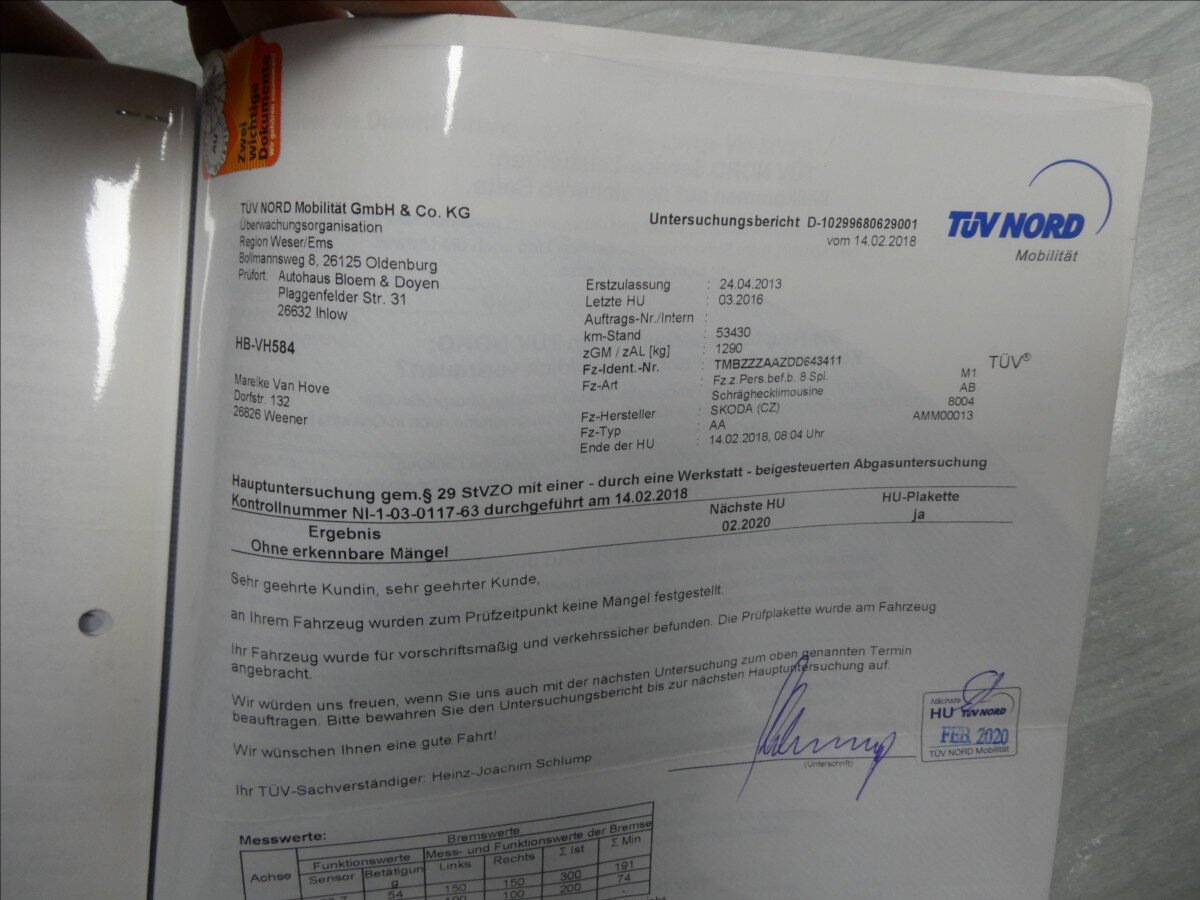 Zwei
wichtige
Dokumente
Wir gehören zusammen!
TÜV NORD Mobilität GmbH & Co. KG
Überwachungsorganisation
Region Weser/Ems
Bollmannsweg 8, 26125 Oldenburg
Prüfort: Autohaus Bloem & Doyen
Plaggenfelder Str. 31
26632 Ihlow
HB-VH584
Mareike Van Hove
Dorfstr. 132
26826 Weener
Untersuchungsbericht D-10299680629001
vom 14.02.2018
TÜV NORD
Mobilität
Erstzulassung : 24.04.2013
Letzte HU : 03.2016
Auftrags-Nr./Intern :
km-Stand : 53430
zGM / zAL [kg] : 1290
Fz-Ident.-Nr. : TMBZZZAAZDD643411
Fz-Art : Fz.z.Pers.bef.b. 8 Spl. M1
Schräghecklimousine AB
Fz-Hersteller : SKODA (CZ) 8004
Fz-Typ : AA AMM00013
Ende der HU : 14.02.2018, 08:04 Uhr
TÜV®
Hauptuntersuchung gem.§ 29 StVZO mit einer - durch eine Werkstatt - beigesteuerten Abgasuntersuchung
Kontrollnummer NI-1-03-0117-63 durchgeführt am 14.02.2018
Ergebnis Nächste HU HU-Plakette
Ohne erkennbare Mängel 02.2020 ja
Sehr geehrte Kundin, sehr geehrter Kunde,
an Ihrem Fahrzeug wurden zum Prüfzeitpunkt keine Mängel festgestellt.
Ihr Fahrzeug wurde für vorschriftsmäßig und verkehrssicher befunden. Die Prüfplakette wurde am Fahrzeug
angebracht.
Wir würden uns freuen, wenn Sie uns auch mit der nächsten Untersuchung zum oben genannten Termin
beauftragen. Bitte bewahren Sie den Untersuchungsbericht bis zur nächsten Hauptuntersuchung auf.
Wir wünschen Ihnen eine gute Fahrt!
Ihr TÜV-Sachverständiger: Heinz-Joachim Schlump
(Unterschrift)
Nächste
HU TÜV NORD
FEB. 2020
TÜV NORD Mobilität
Messwerte:
Bremswerte
Achse Funktionswerte Mess- und Funktionswerte der Bremse
Sensor Betätigun
g Links Rechts Σ ist Σ Min
150 150 300 191
54 100 100 200 74